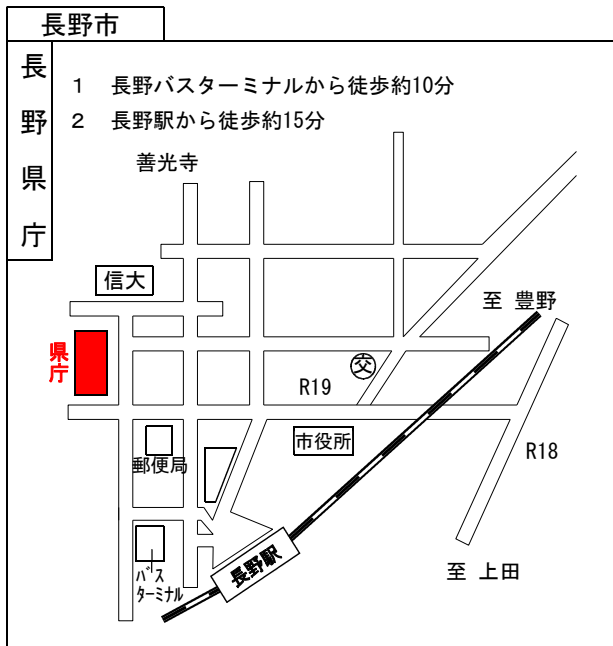 長野市
長野県庁
1 長野バスターミナルから徒歩約10分
2 長野駅から徒歩約15分
善光寺
信大
至 豊野
県庁
交
R19
市役所
郵便局
R18
長野駅
至 上田
バス
ターミナル